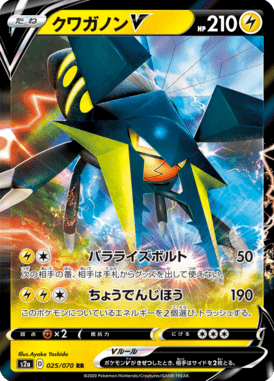 たね クワガノンV HP210
パラライズボルト 50
次の相手の番、相手は手札からグッズを出して使えない。
ちょうでんじほう 190
このポケモンについているエネルギーを2個選び、トラッシュする。
弱点 ×2 抵抗力 にげる
Vルール
ポケモンVがきぜつしたとき、相手はサイドを2枚とる。
Illus. Ayaka Yoshida
s2a D 025/070 RR
©2020 Pokémon/Nintendo/Creatures/GAME FREAK